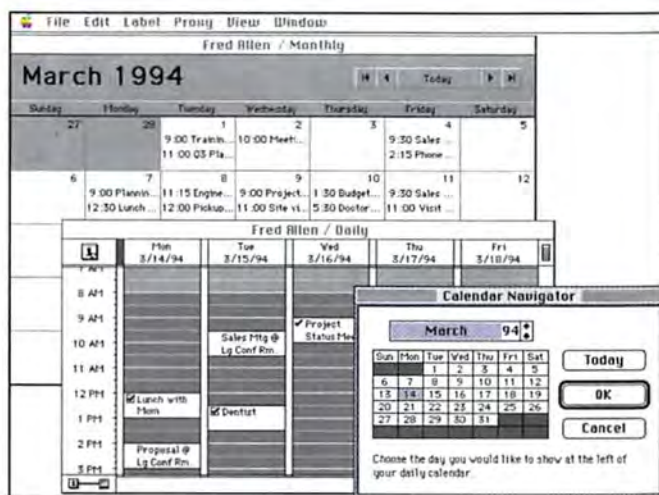 File Edit Label Proxy View Window
Fred Allen / Monthly
March 1994
Today
Sunday Monday Tuesday Wednesday Thursday Friday Saturday
27 28 1 2 3 4 5
9:00 Trainin... 10:00 Meeti... 9:30 Sales ...
11:00 Q3 Pla... 2:15 Phone ...
6 7 8 9 10 11 12
9:00 Plannin... 11:15 Engine... 9:00 Project... 1:30 Budget... 9:30 Sales ...
12:30 Lunch ... 12:00 Pickup... 11:00 Site vi... 5:30 Doctor ... 11:00 Visit ...
Fred Allen / Daily
Mon Tue Wed Thu Fri
3/14/94 3/15/94 3/16/94 3/17/94 3/18/94
7 AM
8 AM
9 AM
Project
Status Mee
10 AM
Sales Mtg @
Lg Conf Rm...
11 AM
12 PM
Lunch with
Mom
1 PM
Dentist
2 PM
Proposal @
Lg Conf Rm...
3 PM
Calendar Navigator
March 94
Sun Mon Tue Wed Thu Fri Sat
1 2 3 4 5
6 7 8 9 10 11 12
13 14 15 16 17 18 19
20 21 22 23 24 25 26
27 28 29 30 31
Today
OK
Cancel
Choose the day you would like to show at the left of
your daily calendar.